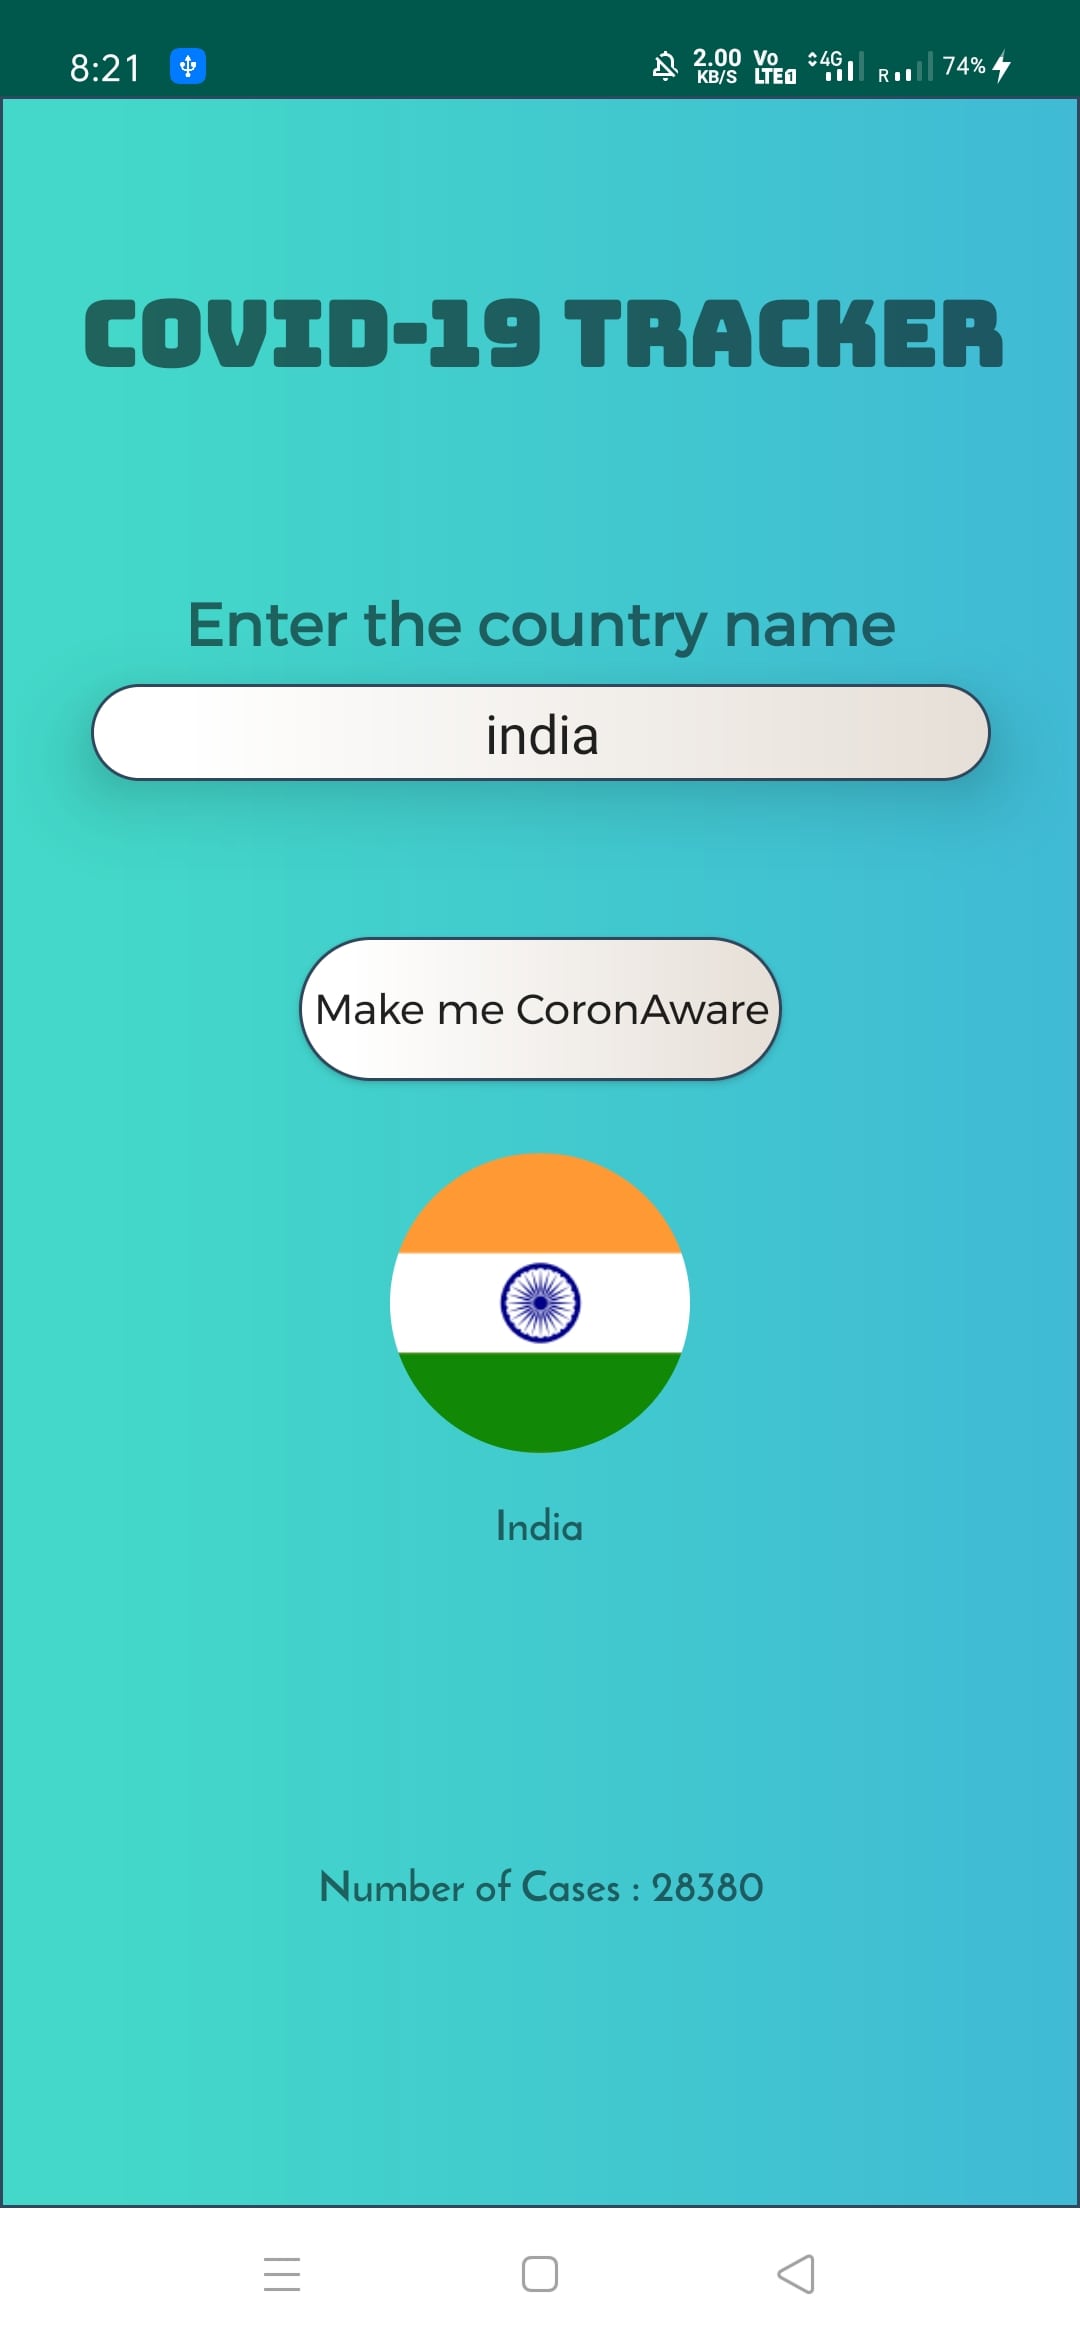 8:21 2.00 KB/S Vo LTE1 4G R 74%
COVID-19 TRACKER
Enter the country name
india
Make me CoronAware
India
Number of Cases : 28380